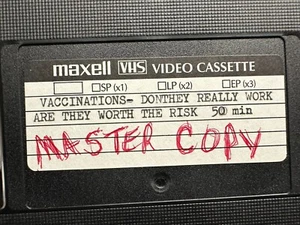 maxell VHS VIDEO CASSETTE
SP (x1) LP (x2) EP (x3)
VACCINATIONS- DONTHEY REALLY WORK
ARE THEY WORTH THE RISK 50 min
MASTER COPY